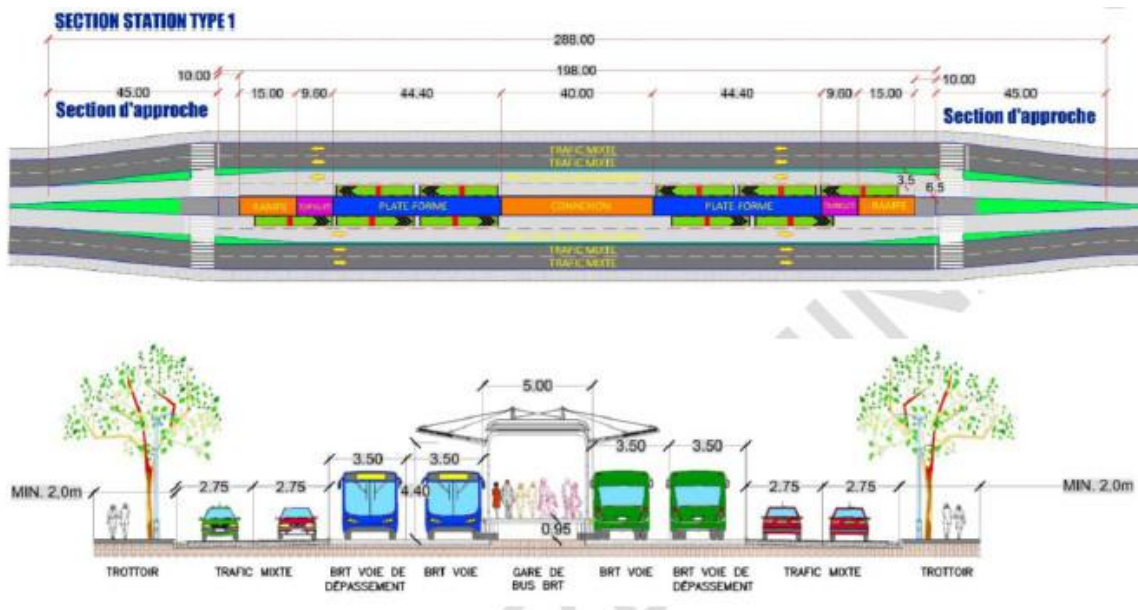 SECTION STATION TYPE 1
288.00
198.00
10.00 10.00
45.00 15.00 9.60 44.40 40.00 44.40 9.60 15.00 45.00
Section d'approche Section d'approche
TRAFIC MIXTE
TRAFIC MIXTE
3.5 6.5
RAMPE PLATE-FORME CONNEXION PLATE-FORME RAMPE
TRAFIC MIXTE
TRAFIC MIXTE
5.00
3.50 3.50 3.50 3.50
MIN. 2,0m 2.75 2.75 4.40 2.75 2.75 MIN. 2,0m
0,95
TROTTOIR TRAFIC MIXTE BRT VOIE DE DÉPASSEMENT BRT VOIE GARE DE BUS BRT BRT VOIE BRT VOIE DE DÉPASSEMENT TRAFIC MIXTE TROTTOIR